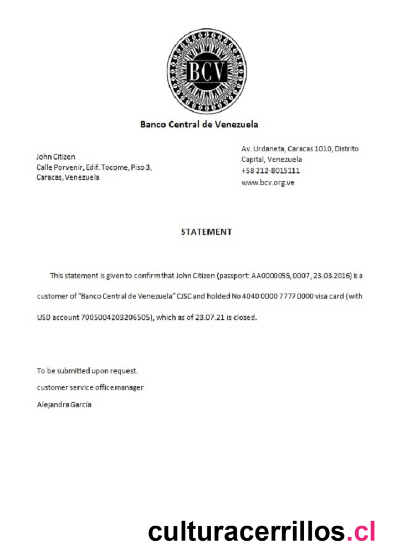 BCV
Banco Central de Venezuela
John Citizen
Calle Porvenir, Edif. Tocome, Piso 3,
Caracas, Venezuela
Av. Urdaneta, Caracas 1010, Distrito
Capital, Venezuela
+58 212-8015111
www.bcv.org.ve
STATEMENT
This statement is given to confirm that John Citizen (passport: AA0000055, 0007, 23.03.2016) is a
customer of "Banco Central de Venezuela" CJSC and holded No 4040 0000 7777 0000 visa card (with
USD account 7005004203206505), which as of 23.07.21 is closed.
To be submitted upon request.
customer service office manager
Alejandra Garcia
culturacerrillos.cl